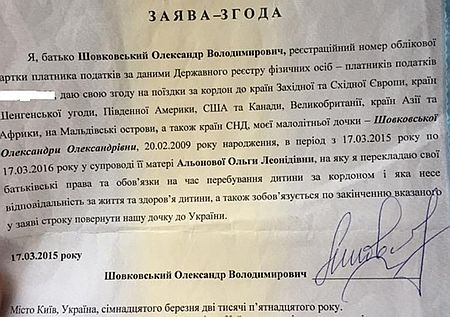 ЗАЯВА-ЗГОДА
Я, батько Шовковський Олександр Володимирович, реєстраційний номер облікової
картки платника податків за даними Державного реєстру фізичних осіб – платників податків
, даю свою згоду на поїздки за кордон до країн Західної та Східної Європи, країн
Шенгенської угоди, Південної Америки, США та Канади, Великобританії, країн Азії та
Африки, на Мальдівські острови, а також країн СНД, моєї малолітньої дочки – Шовковської
Олександри Олександрівни, 20.02.2009 року народження, в період з 17.03.2015 року по
17.03.2016 року у супроводі її матері Альонової Ольги Леонідівни, на яку я перекладаю свої
батьківські права та обов'язки на час перебування дитини за кордоном і яка несе
відповідальність за життя та здоров'я дитини, а також зобов'язується по закінченню вказаного
у заяві строку повернути нашу дочку до України.
17.03.2015 року
Шовковський Олександр Володимирович
Місто Київ, Україна, сімнадцятого березня дві тисячі п'ятнадцятого року.